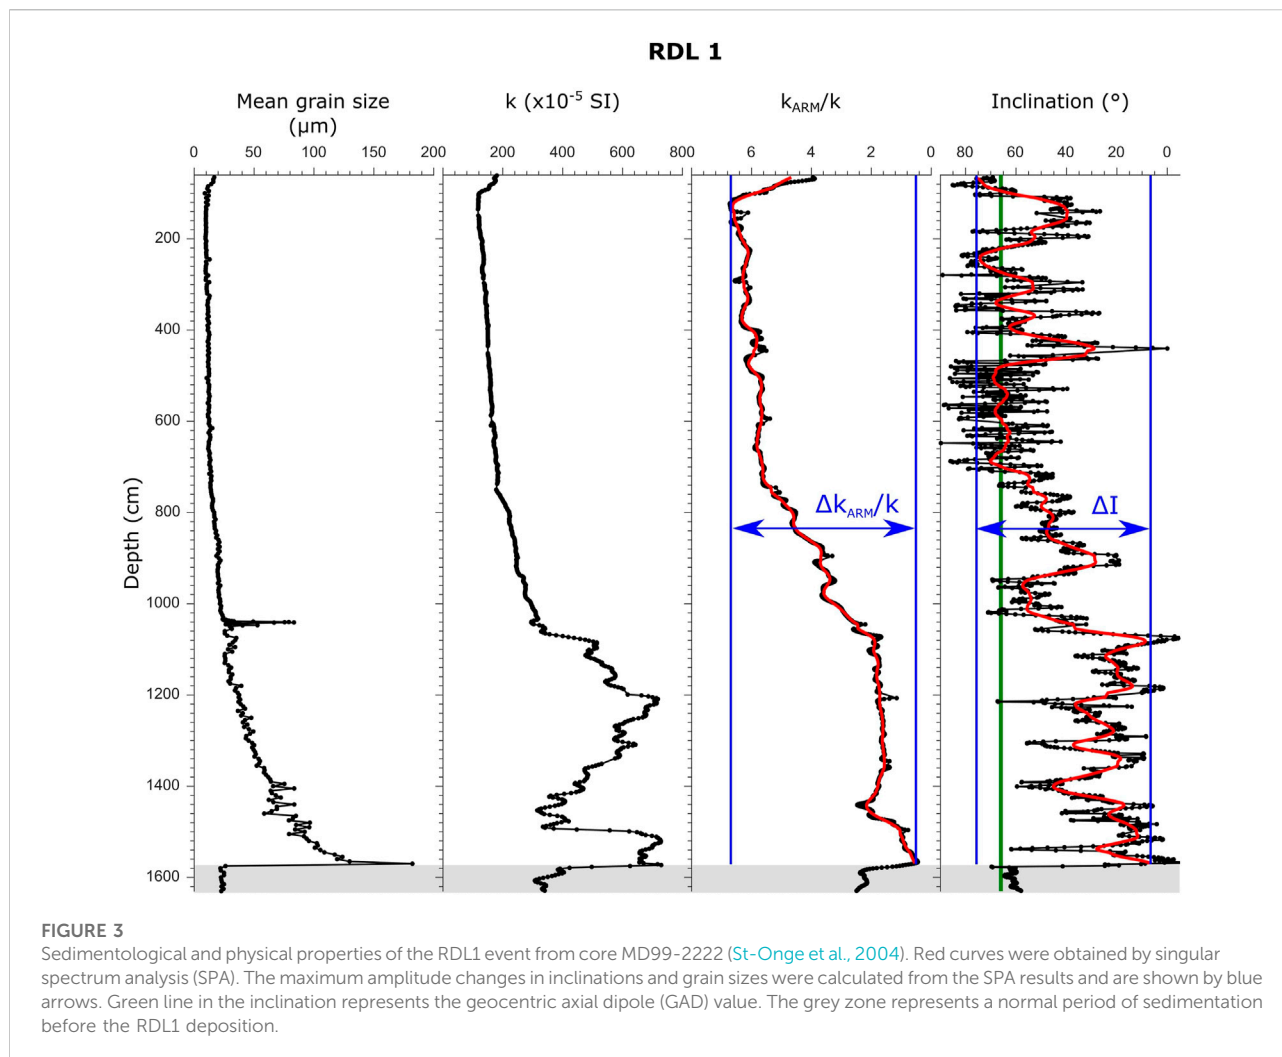 RDL 1
Mean grain size
(µm)
k (x10⁻⁵ SI)
kARM/k
Inclination (°)
0 50 100 150 200
200 400 600 800
6 4 2 0
80 60 40 20 0
200
400
600
800
1000
1200
1400
1600
Depth (cm)
ΔkARM/k
ΔI
FIGURE 3
Sedimentological and physical properties of the RDL1 event from core MD99-2222 (St-Onge et al., 2004). Red curves were obtained by singular
spectrum analysis (SPA). The maximum amplitude changes in inclinations and grain sizes were calculated from the SPA results and are shown by blue
arrows. Green line in the inclination represents the geocentric axial dipole (GAD) value. The grey zone represents a normal period of sedimentation
before the RDL1 deposition.